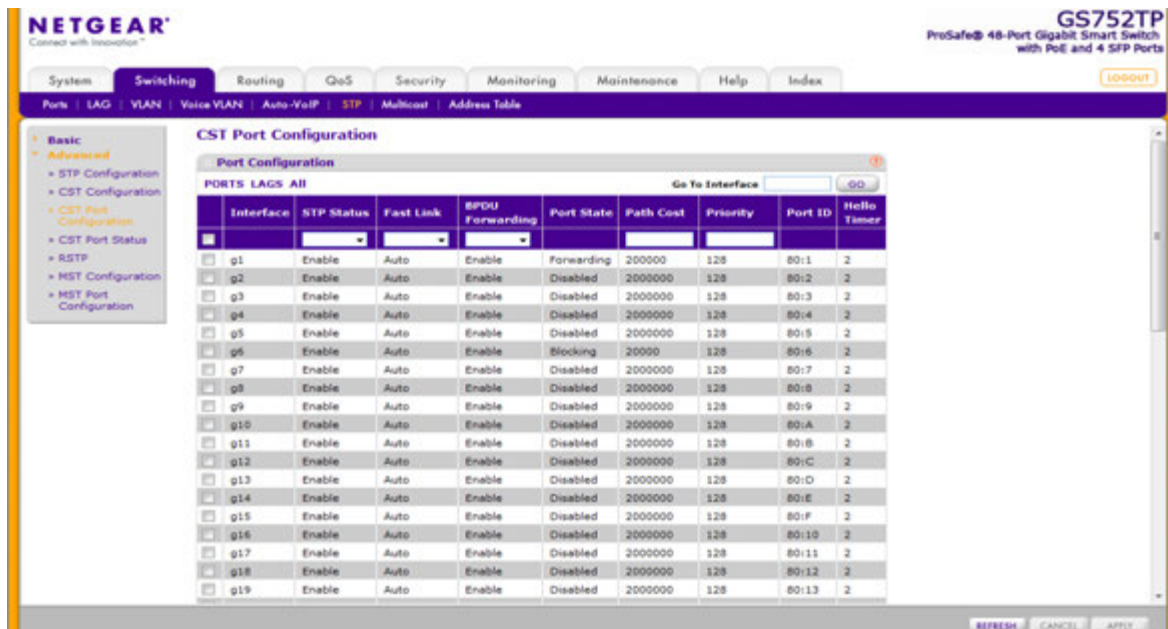 NETGEAR
Connect with Innovation™
GS752TP
ProSafe® 48-Port Gigabit Smart Switch
with PoE and 4 SFP Ports
System Switching Routing QoS Security Monitoring Maintenance Help Index LOGOUT
Ports | LAG | VLAN | Voice VLAN | Auto-VoIP | STP | Multicast | Address Table
Basic
Advanced
» STP Configuration
» CST Configuration
» CST Port
Configuration
» CST Port Status
» RSTP
» MST Configuration
» MST Port
Configuration
CST Port Configuration
Port Configuration
PORTS LAGS All Go To Interface GO
Interface STP Status Fast Link BPDU Forwarding Port State Path Cost Priority Port ID Hello Timer
g1 Enable Auto Enable Forwarding 200000 128 80:1 2
g2 Enable Auto Enable Disabled 2000000 128 80:2 2
g3 Enable Auto Enable Disabled 2000000 128 80:3 2
g4 Enable Auto Enable Disabled 2000000 128 80:4 2
g5 Enable Auto Enable Disabled 2000000 128 80:5 2
g6 Enable Auto Enable Blocking 20000 128 80:6 2
g7 Enable Auto Enable Disabled 2000000 128 80:7 2
g8 Enable Auto Enable Disabled 2000000 128 80:8 2
g9 Enable Auto Enable Disabled 2000000 128 80:9 2
g10 Enable Auto Enable Disabled 2000000 128 80:A 2
g11 Enable Auto Enable Disabled 2000000 128 80:B 2
g12 Enable Auto Enable Disabled 2000000 128 80:C 2
g13 Enable Auto Enable Disabled 2000000 128 80:D 2
g14 Enable Auto Enable Disabled 2000000 128 80:E 2
g15 Enable Auto Enable Disabled 2000000 128 80:F 2
g16 Enable Auto Enable Disabled 2000000 128 80:10 2
g17 Enable Auto Enable Disabled 2000000 128 80:11 2
g18 Enable Auto Enable Disabled 2000000 128 80:12 2
g19 Enable Auto Enable Disabled 2000000 128 80:13 2
REFRESH CANCEL APPLY